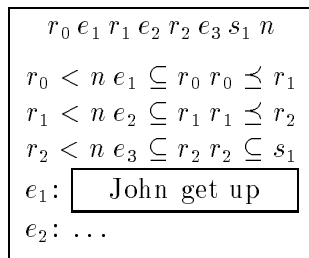 r₀ e₁ r₁ e₂ r₂ e₃ s₁ n
r₀ < n e₁ ⊆ r₀ r₀ ⪯ r₁
r₁ < n e₂ ⊆ r₁ r₁ ⪯ r₂
r₂ < n e₃ ⊆ r₂ r₂ ⊆ s₁
e₁: John get up
e₂: ...